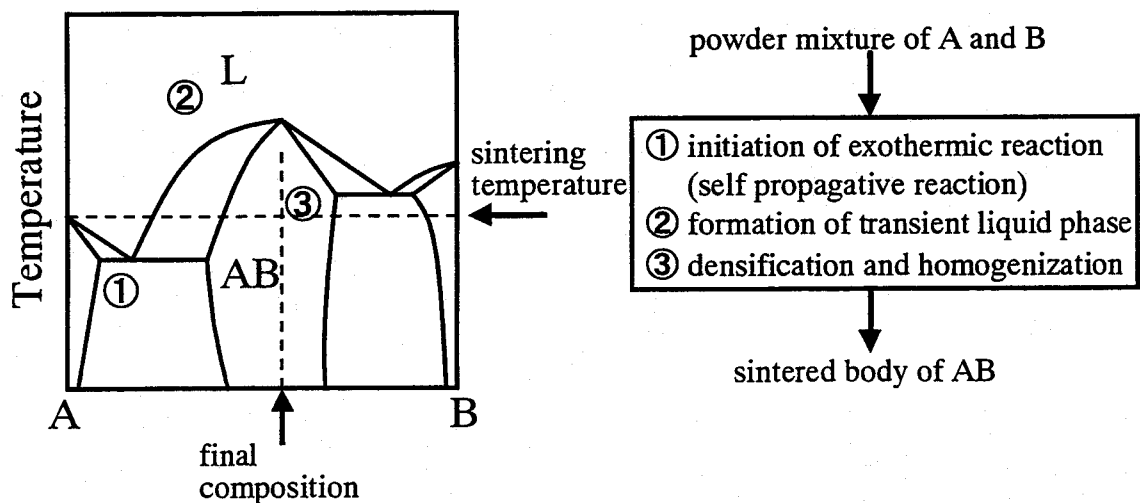 Temperature
L
②
③
AB
①
A
B
sintering
temperature
final
composition
powder mixture of A and B
① initiation of exothermic reaction
(self propagative reaction)
② formation of transient liquid phase
③ densification and homogenization
sintered body of AB